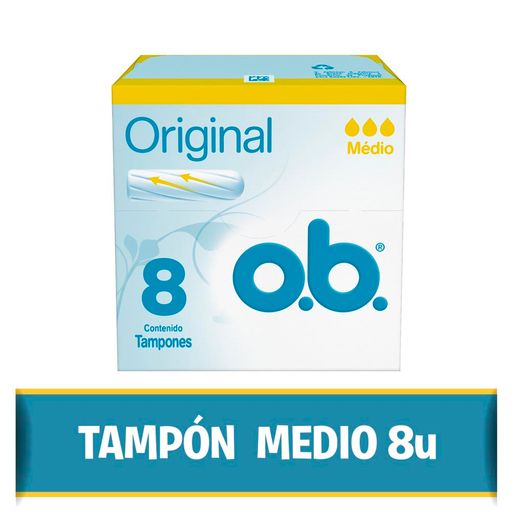 Original
Médio
o.b.®
8
Contenido
Tampones
TAMPÓN MEDIO 8u